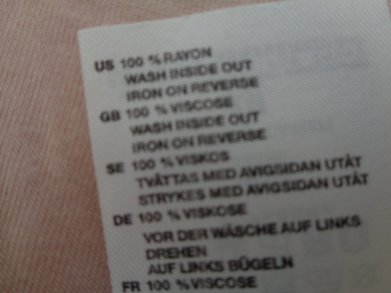 US 100 % RAYON
WASH INSIDE OUT
IRON ON REVERSE
GB 100 % VISCOSE
WASH INSIDE OUT
IRON ON REVERSE
SE 100 % VISKOS
TVÄTTAS MED AVIGSIDAN UTÅT
STRYKES MED AVIGSIDAN UTÅT
DE 100 % VISKOSE
VOR DER WÄSCHE AUF LINKS
DREHEN
AUF LINKS BÜGELN
FR 100 % VISCOSE